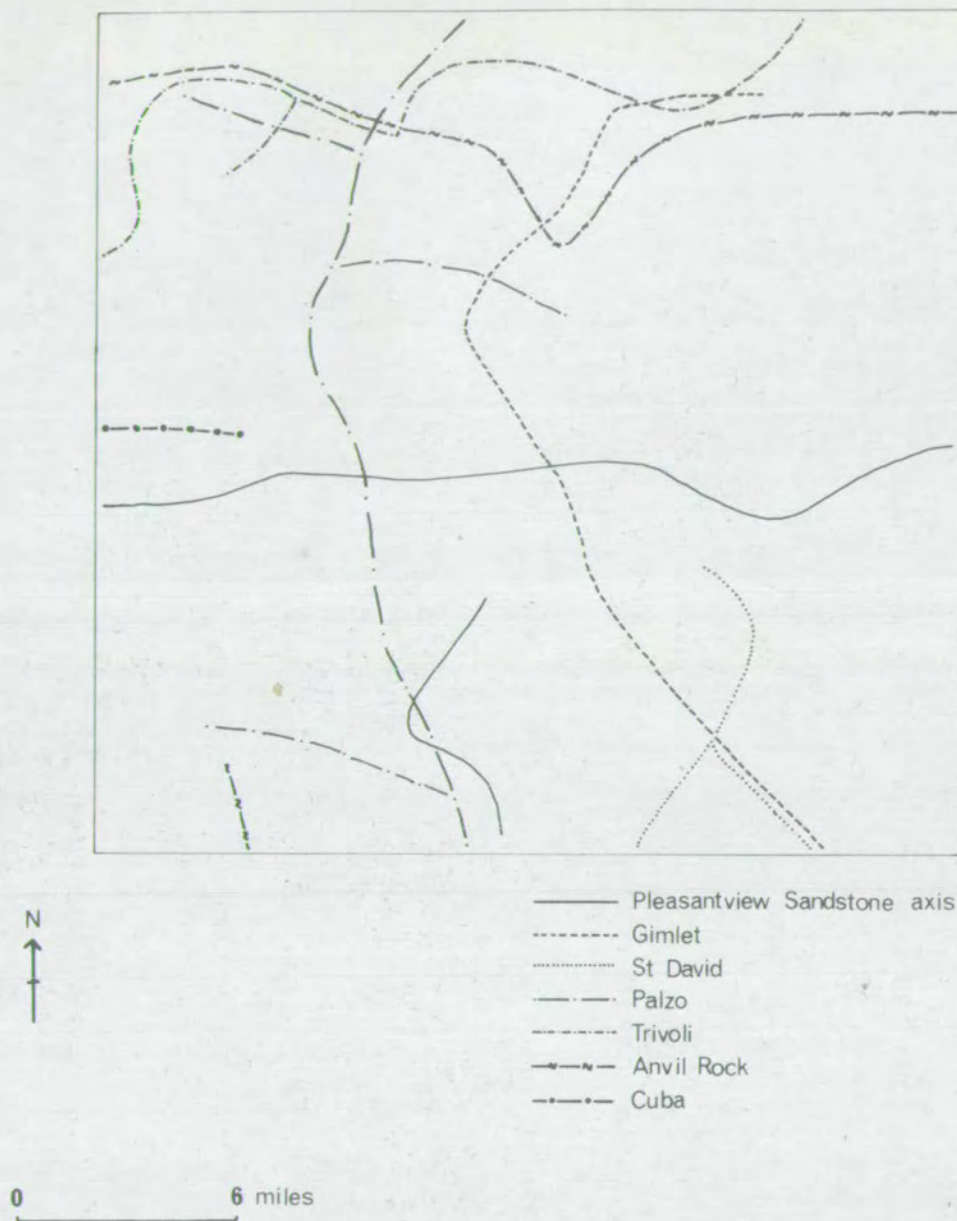 Pleasantview Sandstone axis
Gimlet
St David
Palzo
Trivoli
Anvil Rock
Cuba
N
0 6 miles